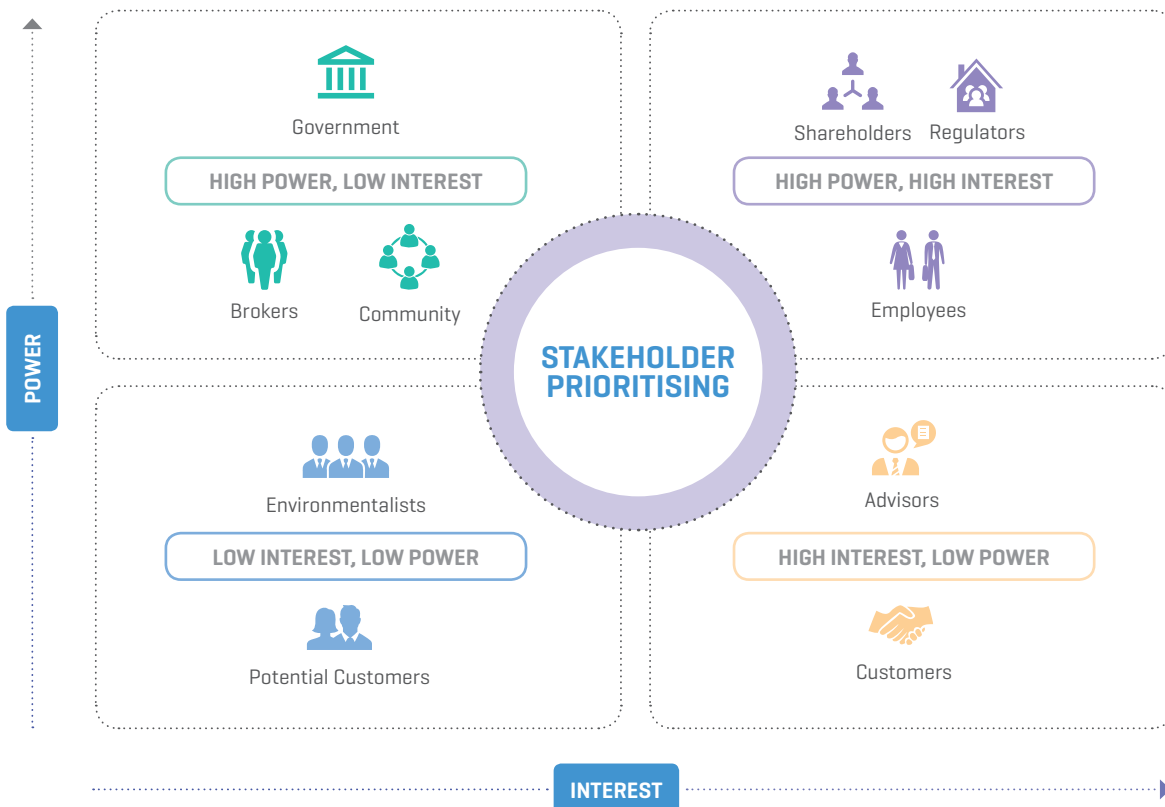 Government
HIGH POWER, LOW INTEREST
Brokers
Community
Shareholders
Regulators
HIGH POWER, HIGH INTEREST
Employees
POWER
STAKEHOLDER
PRIORITISING
Environmentalists
LOW INTEREST, LOW POWER
Potential Customers
Advisors
HIGH INTEREST, LOW POWER
Customers
INTEREST